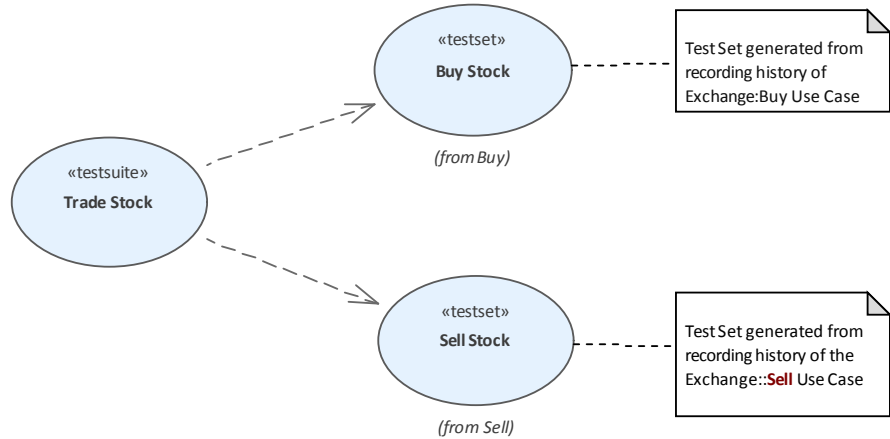 «testset»
Buy Stock
(from Buy)
Test Set generated from
recording history of
Exchange:Buy Use Case
«testsuite»
Trade Stock
«testset»
Sell Stock
(from Sell)
Test Set generated from
recording history of the
Exchange::Sell Use Case